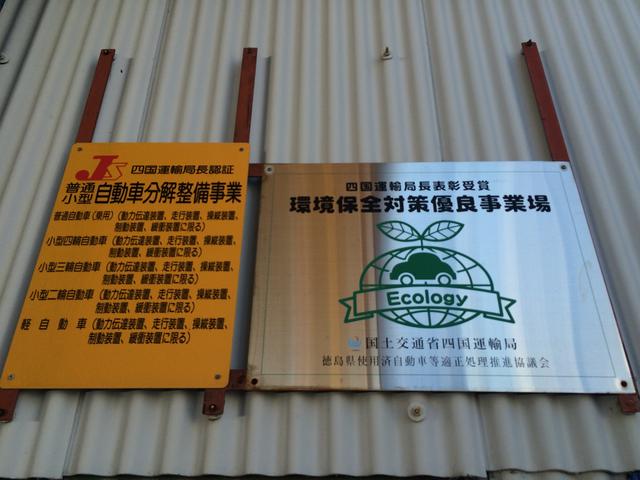 JS 四国運輸局長認証
普通
小型 自動車分解整備事業
普通自動車(乗用)(動力伝達装置、走行装置、操縦装置、
制動装置、緩衝装置に限る)
小型四輪自動車(動力伝達装置、走行装置、操縦装置、
制動装置、緩衝装置に限る)
小型三輪自動車(動力伝達装置、走行装置、操縦装置、
制動装置、緩衝装置に限る)
小型二輪自動車(動力伝達装置、走行装置、操縦装置、
制動装置、緩衝装置に限る)
軽自動車(動力伝達装置、走行装置、操縦装置、
制動装置、緩衝装置に限る)
四国運輸局長表彰受賞
環境保全対策優良事業場
Ecology
国土交通省四国運輸局
徳島県使用済自動車等適正処理推進協議会